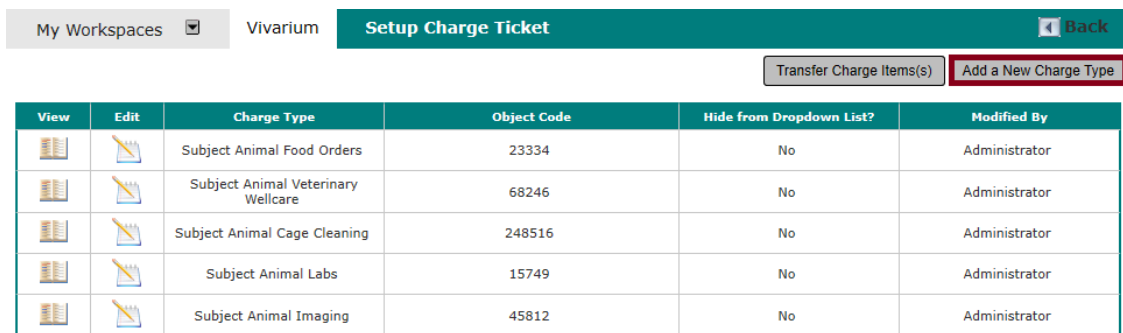 My Workspaces Vivarium Setup Charge Ticket Back
Transfer Charge Items(s) Add a New Charge Type
View Edit Charge Type Object Code Hide from Dropdown List? Modified By
Subject Animal Food Orders 23334 No Administrator
Subject Animal Veterinary
Wellcare 68246 No Administrator
Subject Animal Cage Cleaning 248516 No Administrator
Subject Animal Labs 15749 No Administrator
Subject Animal Imaging 45812 No Administrator